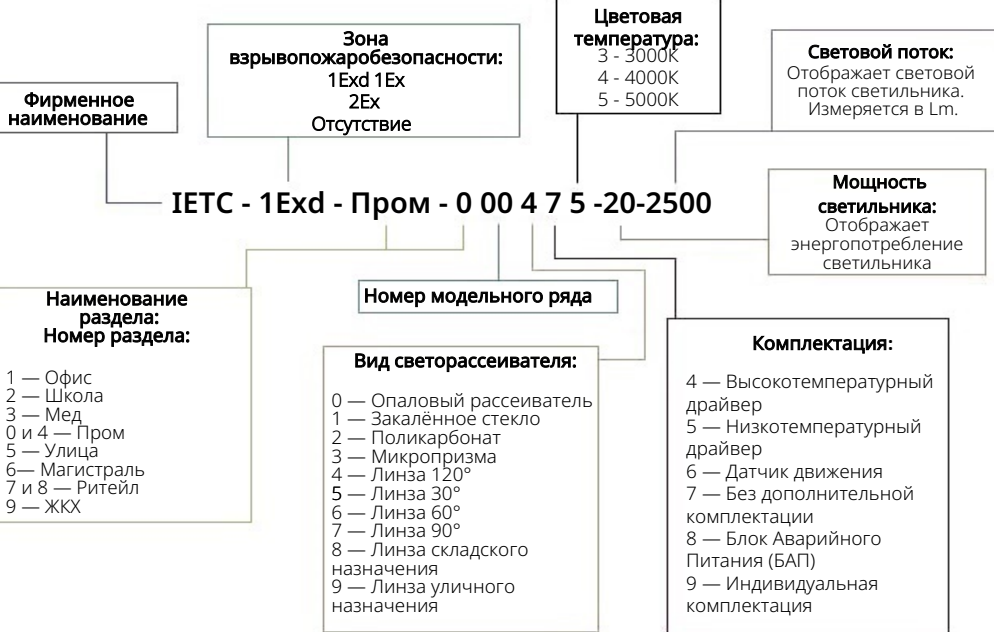 Цветовая
температура:
3 - 3000К
4 - 4000К
5 - 5000К
Зона
взрывопожаробезопасности:
1Exd 1Ex
2Ex
Отсутствие
Световой поток:
Отображает световой
поток светильника.
Измеряется в Lm.
Фирменное
наименование
IETC - 1Exd - Пром - 0 00 4 7 5 -20-2500
Мощность
светильника:
Отображает
энергопотребление
светильника
Наименование
раздела:
Номер раздела:
1 — Офис
2 — Школа
3 — Мед
0 и 4 — Пром
5 — Улица
6— Магистраль
7 и 8 — Ритейл
9 — ЖКХ
Номер модельного ряда
Вид светорассеивателя:
0 — Опаловый рассеиватель
1 — Закалённое стекло
2 — Поликарбонат
3 — Микропризма
4 — Линза 120°
5 — Линза 30°
6 — Линза 60°
7 — Линза 90°
8 — Линза складского
назначения
9 — Линза уличного
назначения
Комплектация:
4 — Высокотемпературный
драйвер
5 — Низкотемпературный
драйвер
6 — Датчик движения
7 — Без дополнительной
комплектации
8 — Блок Аварийного
Питания (БАП)
9 — Индивидуальная
комплектация